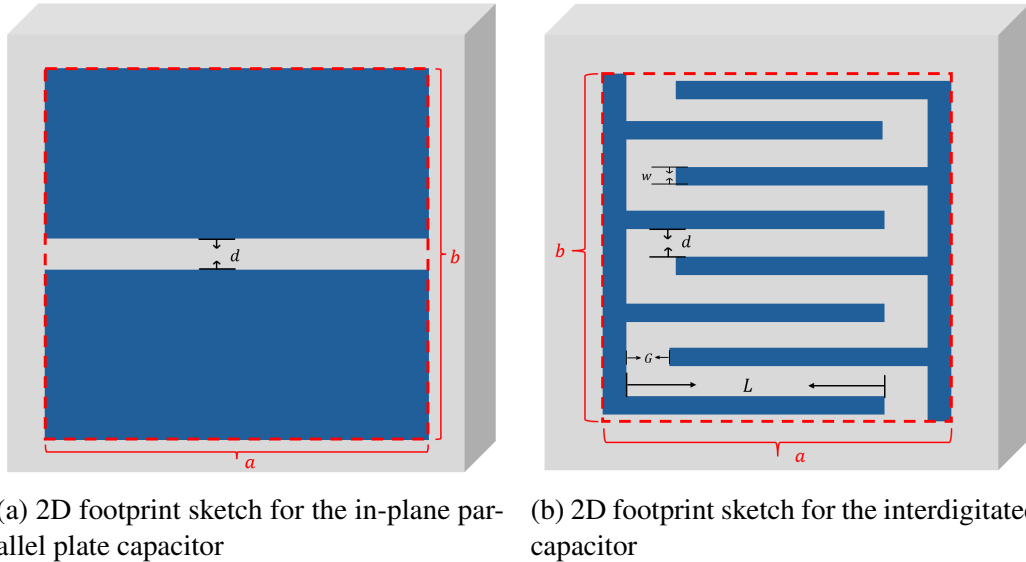 d
b
a
w
d
b
G
L
a
(a) 2D footprint sketch for the in-plane par-
allel plate capacitor
(b) 2D footprint sketch for the interdigitated
capacitor